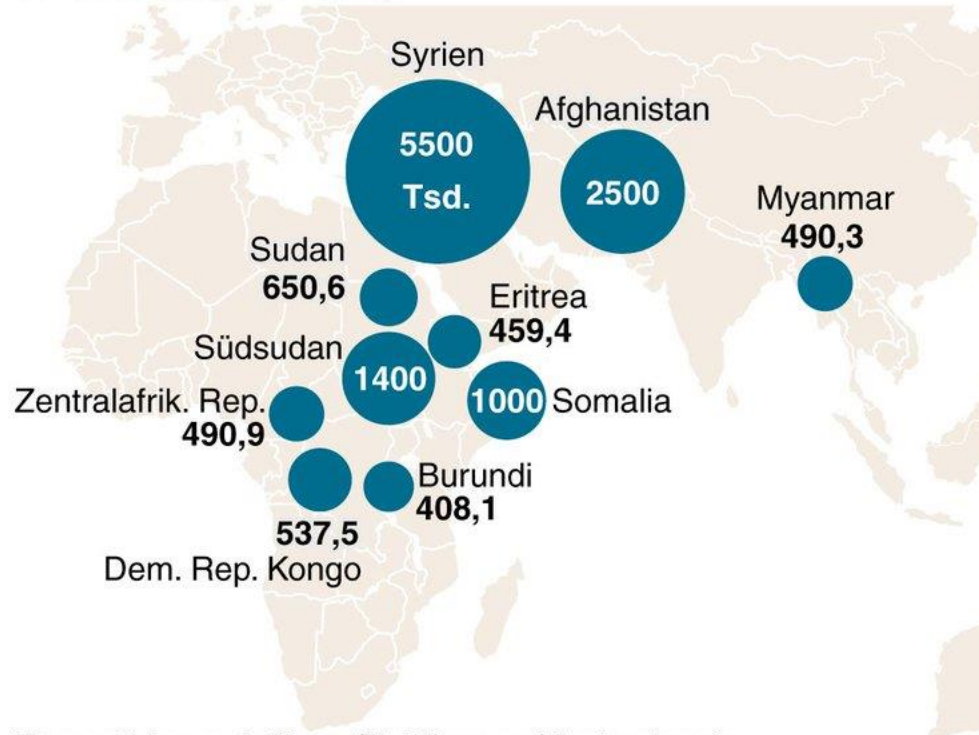 Syrien
5500
Tsd.
Afghanistan
2500
Myanmar
490,3
Sudan
650,6
Eritrea
459,4
Südsudan
1400
1000 Somalia
Zentralafrik. Rep.
490,9
Burundi
408,1
537,5
Dem. Rep. Kongo